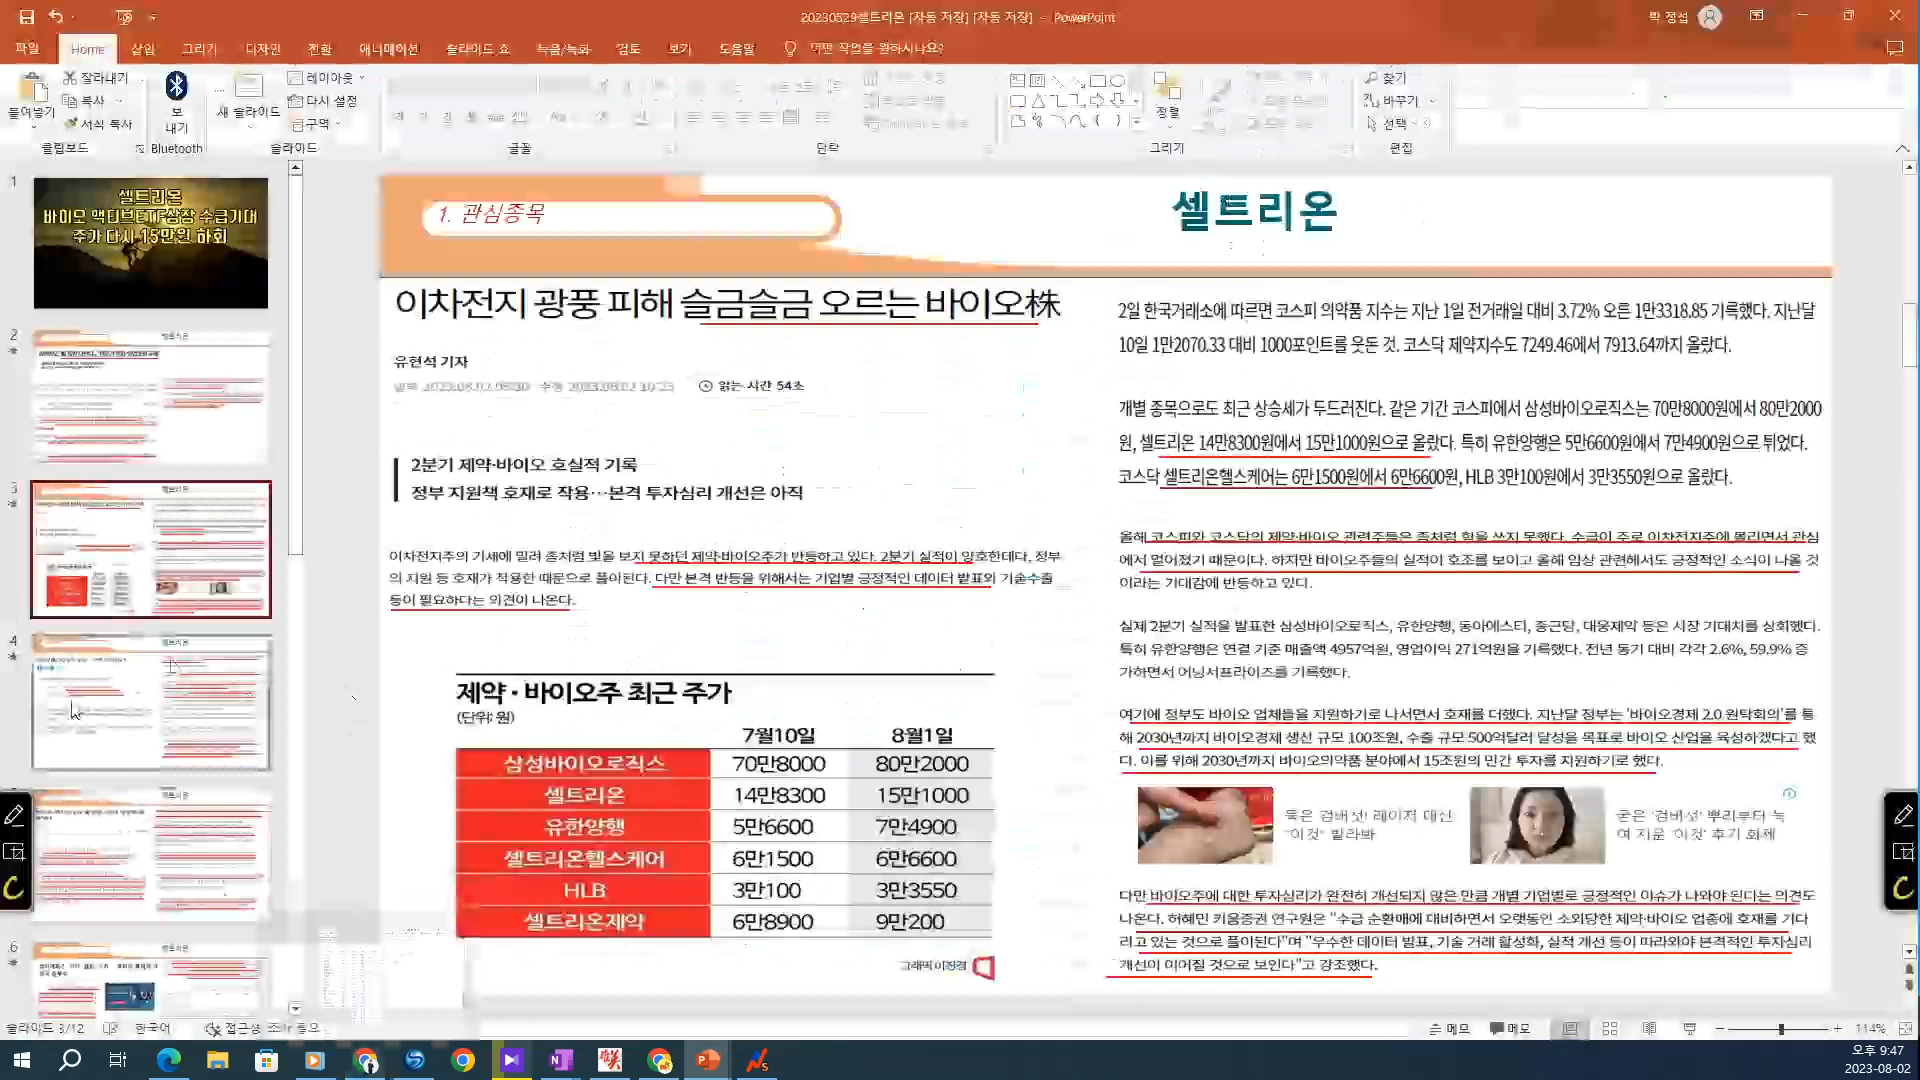 20230529셀트리온 [자동 저장] [자동 저장] - PowerPoint
박 정섭
파일 Home 삽입 그리기 디자인 전환 애니메이션 슬라이드 쇼 녹음/녹화 검토 보기 도움말 어떤 작업을 원하시나요?
붙여넣기
잘라내기
복사
서식 복사
클립보드
보
내기
Bluetooth
새 슬라이드
레이아웃
다시 설정
구역
슬라이드
글꼴
단락
정렬
그리기
찾기
바꾸기
선택
편집
1
셀트리온
바이오 액티브ETF상장 수급기대
주가 다시 15만원 하회
2
3
4
6
1. 관심종목
셀트리온
이차전지 광풍 피해 슬금슬금 오르는 바이오株
유현석 기자
읽는 시간 54초
2분기 제약·바이오 호실적 기록
정부 지원책 호재로 작용…본격 투자심리 개선은 아직
이차전지주의 기세에 밀려 좀처럼 빛을 보지 못하던 제약·바이오주가 반등하고 있다. 2분기 실적이 양호한데다, 정부
의 지원 등 호재가 작용한 때문으로 풀이된다. 다만 본격 반등을 위해서는 기업별 긍정적인 데이터 발표와 기술수출
등이 필요하다는 의견이 나온다.
제약·바이오주 최근 주가
(단위: 원)
7월10일 8월1일
삼성바이오로직스 70만8000 80만2000
셀트리온 14만8300 15만1000
유한양행 5만6600 7만4900
셀트리온헬스케어 6만1500 6만6600
HLB 3만100 3만3550
셀트리온제약 6만8900 9만200
2일 한국거래소에 따르면 코스피 의약품 지수는 지난 1일 전거래일 대비 3.72% 오른 1만3318.85 기록했다. 지난달
10일 1만2070.33 대비 1000포인트를 웃돈 것. 코스닥 제약지수도 7249.46에서 7913.64까지 올랐다.
개별 종목으로도 최근 상승세가 두드러진다. 같은 기간 코스피에서 삼성바이오로직스는 70만8000원에서 80만2000
원, 셀트리온 14만8300원에서 15만1000원으로 올랐다. 특히 유한양행은 5만6600원에서 7만4900원으로 뛰었다.
코스닥 셀트리온헬스케어는 6만1500원에서 6만6600원, HLB 3만100원에서 3만3550원으로 올랐다.
올해 코스피와 코스닥의 제약·바이오 관련주들은 좀처럼 힘을 쓰지 못했다. 수급이 주로 이차전지주에 몰리면서 관심
에서 멀어졌기 때문이다. 하지만 바이오주들의 실적이 호조를 보이고 올해 임상 관련해서도 긍정적인 소식이 나올 것
이라는 기대감에 반등하고 있다.
실제 2분기 실적을 발표한 삼성바이오로직스, 유한양행, 동아에스티, 종근당, 대웅제약 등은 시장 기대치를 상회했다.
특히 유한양행은 연결 기준 매출액 4957억원, 영업이익 271억원을 기록했다. 전년 동기 대비 각각 2.6%, 59.9% 증
가하면서 어닝서프라이즈를 기록했다.
여기에 정부도 바이오 업체들을 지원하기로 나서면서 호재를 더했다. 지난달 정부는 '바이오경제 2.0 원탁회의'를 통
해 2030년까지 바이오경제 생산 규모 100조원, 수출 규모 500억달러 달성을 목표로 바이오 산업을 육성하겠다고 했
다. 이를 위해 2030년까지 바이오의약품 분야에서 15조원의 민간 투자를 지원하기로 했다.
묵은 검버섯! 레이저 대신
"이것" 발라봐
굳은 '검버섯' 뿌리부터 녹
여 지운 '이것' 후기 화제
다만 바이오주에 대한 투자심리가 완전히 개선되지 않은 만큼 개별 기업별로 긍정적인 이슈가 나와야 된다는 의견도
나온다. 허혜민 키움증권 연구원은 "수급 순환매에 대비하면서 오랫동안 소외당한 제약·바이오 업종에 호재를 기다
리고 있는 것으로 풀이된다"며 "우수한 데이터 발표, 기술 거래 활성화, 실적 개선 등이 따라와야 본격적인 투자심리
개선이 이어질 것으로 보인다"고 강조했다.
슬라이드 3/12 한국어
메모 메모 114%
오후 9:47
2023-08-02